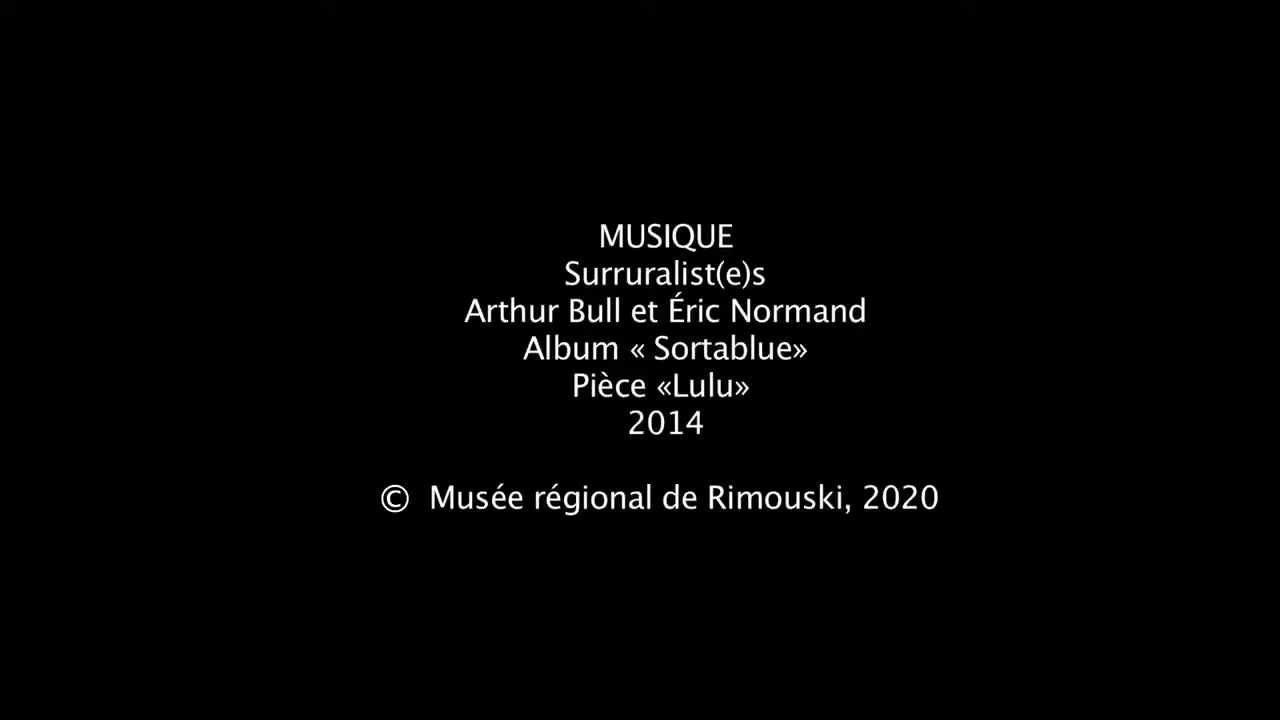 MUSIQUE
Surruralist(e)s
Arthur Bull et Éric Normand
Album « Sortablue»
Pièce «Lulu»
2014
© Musée régional de Rimouski, 2020